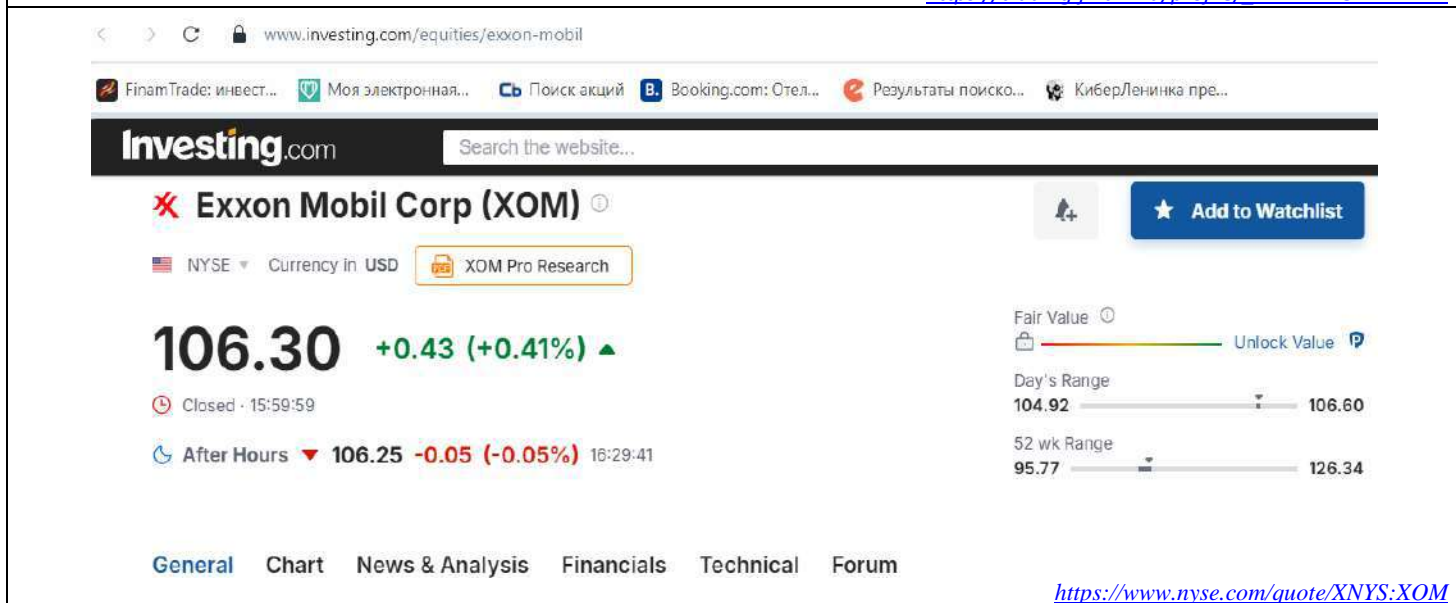 www.investing.com/equities/exxon-mobil
FinamTrade: инвест... Моя электронная... Сь Поиск акций B. Booking.com: Отел... Результаты поиско... КиберЛенинка пре...
Investing.com Search the website...
Exxon Mobil Corp (XOM)
Add to Watchlist
NYSE Currency in USD XOM Pro Research
106.30 +0.43 (+0.41%)
Fair Value
Unlock Value
Day's Range
104.92 106.60
Closed · 15:59:59
52 wk Range
95.77 126.34
After Hours 106.25 -0.05 (-0.05%) 16:29:41
General Chart News & Analysis Financials Technical Forum
https://www.nyse.com/quote/XNYS:XOM